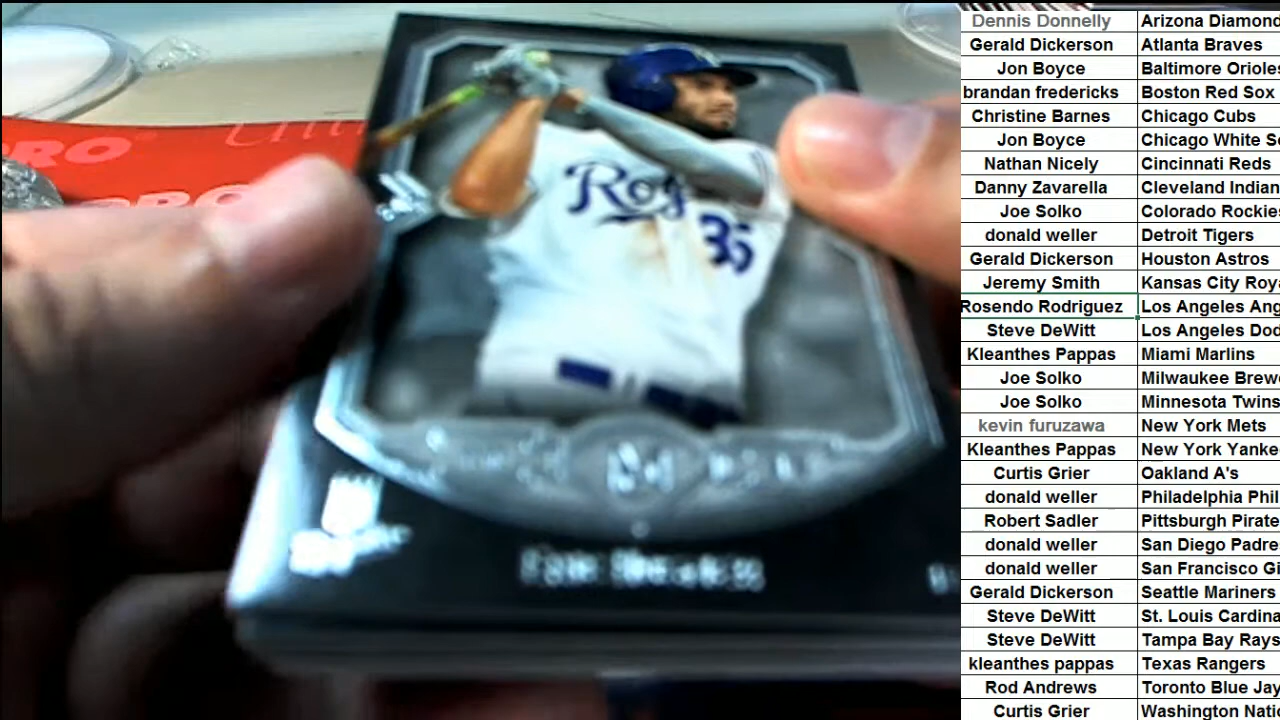 Dennis Donnelly Arizona Diamond
Gerald Dickerson Atlanta Braves
Jon Boyce Baltimore Orioles
brandan fredericks Boston Red Sox
Christine Barnes Chicago Cubs
Jon Boyce Chicago White S
Nathan Nicely Cincinnati Reds
Danny Zavarella Cleveland Indian
Joe Solko Colorado Rockie
donald weller Detroit Tigers
Gerald Dickerson Houston Astros
Jeremy Smith Kansas City Roya
Rosendo Rodriguez Los Angeles Ang
Steve DeWitt Los Angeles Dod
Kleanthes Pappas Miami Marlins
Joe Solko Milwaukee Brewe
Joe Solko Minnesota Twins
kevin furuzawa New York Mets
Kleanthes Pappas New York Yanke
Curtis Grier Oakland A's
donald weller Philadelphia Phil
Robert Sadler Pittsburgh Pirate
donald weller San Diego Padre
donald weller San Francisco Gi
Gerald Dickerson Seattle Mariners
Steve DeWitt St. Louis Cardina
Steve DeWitt Tampa Bay Rays
kleanthes pappas Texas Rangers
Rod Andrews Toronto Blue Jay
Curtis Grier Washington Natio
PRO
PRO
Roy
35